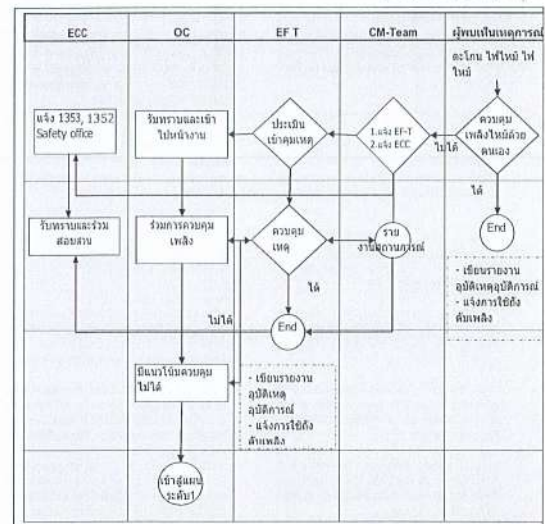 ECC
OC
EF T
CM-Team
ผู้พบเห็นเหตุการณ์
ตะโกน ไฟไหม้ ไฟ
ไหม้
แจ้ง 1353, 1352
Safety office
รับทราบและเข้า
ไปหน้างาน
ประเมิน
เข้าคุมเหตุ
1.แจ้ง EF-T
2.แจ้ง ECC
ควบคุม
เพลิงไหม้ด้วย
ตนเอง
ไม่ได้
ได้
รับทราบและร่วม
สอบสวน
ร่วมการควบคุม
เพลิง
ควบคุม
เหตุ
ราย
งานสถานการณ์
End
ได้
ไม่ได้
End
- เขียนรายงาน
อุบัติเหตุอุบัติการณ์
- แจ้งการใช้ถัง
ดับเพลิง
มีแนวโน้มควบคุม
ไม่ได้
- เขียนรายงาน
อุบัติเหตุ
อุบัติการณ์
- แจ้งการใช้ถัง
ดับเพลิง
เข้าสู่แผน
ระดับ1